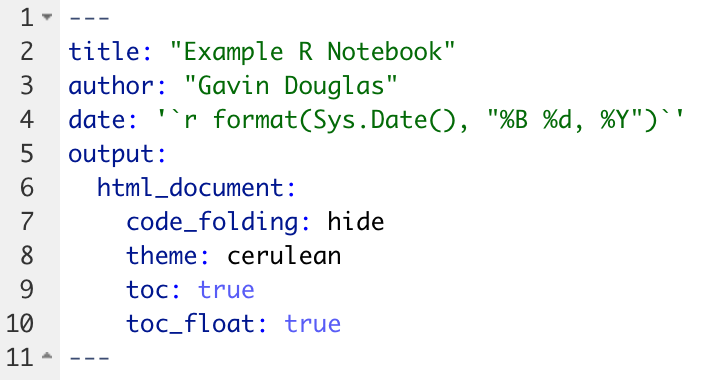 1 ---
2 title: "Example R Notebook"
3 author: "Gavin Douglas"
4 date: '`r format(Sys.Date(), "%B %d, %Y")`'
5 output:
6   html_document:
7     code_folding: hide
8     theme: cerulean
9     toc: true
10     toc_float: true
11 ---